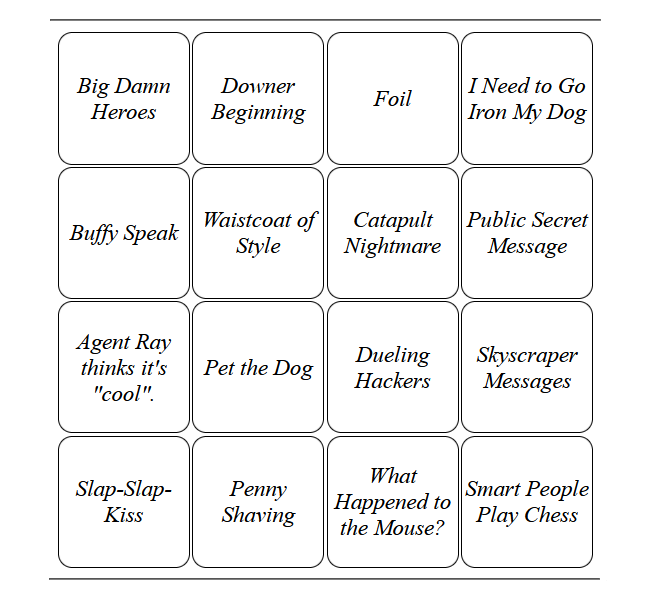 Big Damn
Heroes
Downer
Beginning
Foil
I Need to Go
Iron My Dog
Buffy Speak
Waistcoat of
Style
Catapult
Nightmare
Public Secret
Message
Agent Ray
thinks it's
"cool".
Pet the Dog
Dueling
Hackers
Skyscraper
Messages
Slap-Slap-
Kiss
Penny
Shaving
What
Happened to
the Mouse?
Smart People
Play Chess